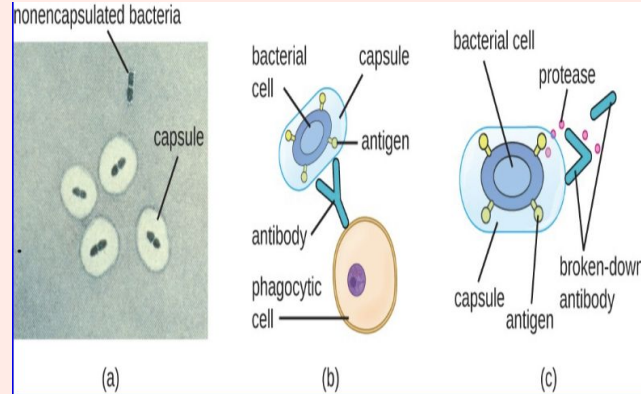 nonencapsulated bacteria
capsule
(a)
bacterial
cell
capsule
antigen
antibody
phagocytic
cell
(b)
bacterial cell
protease
capsule
antigen
broken-down
antibody
(c)